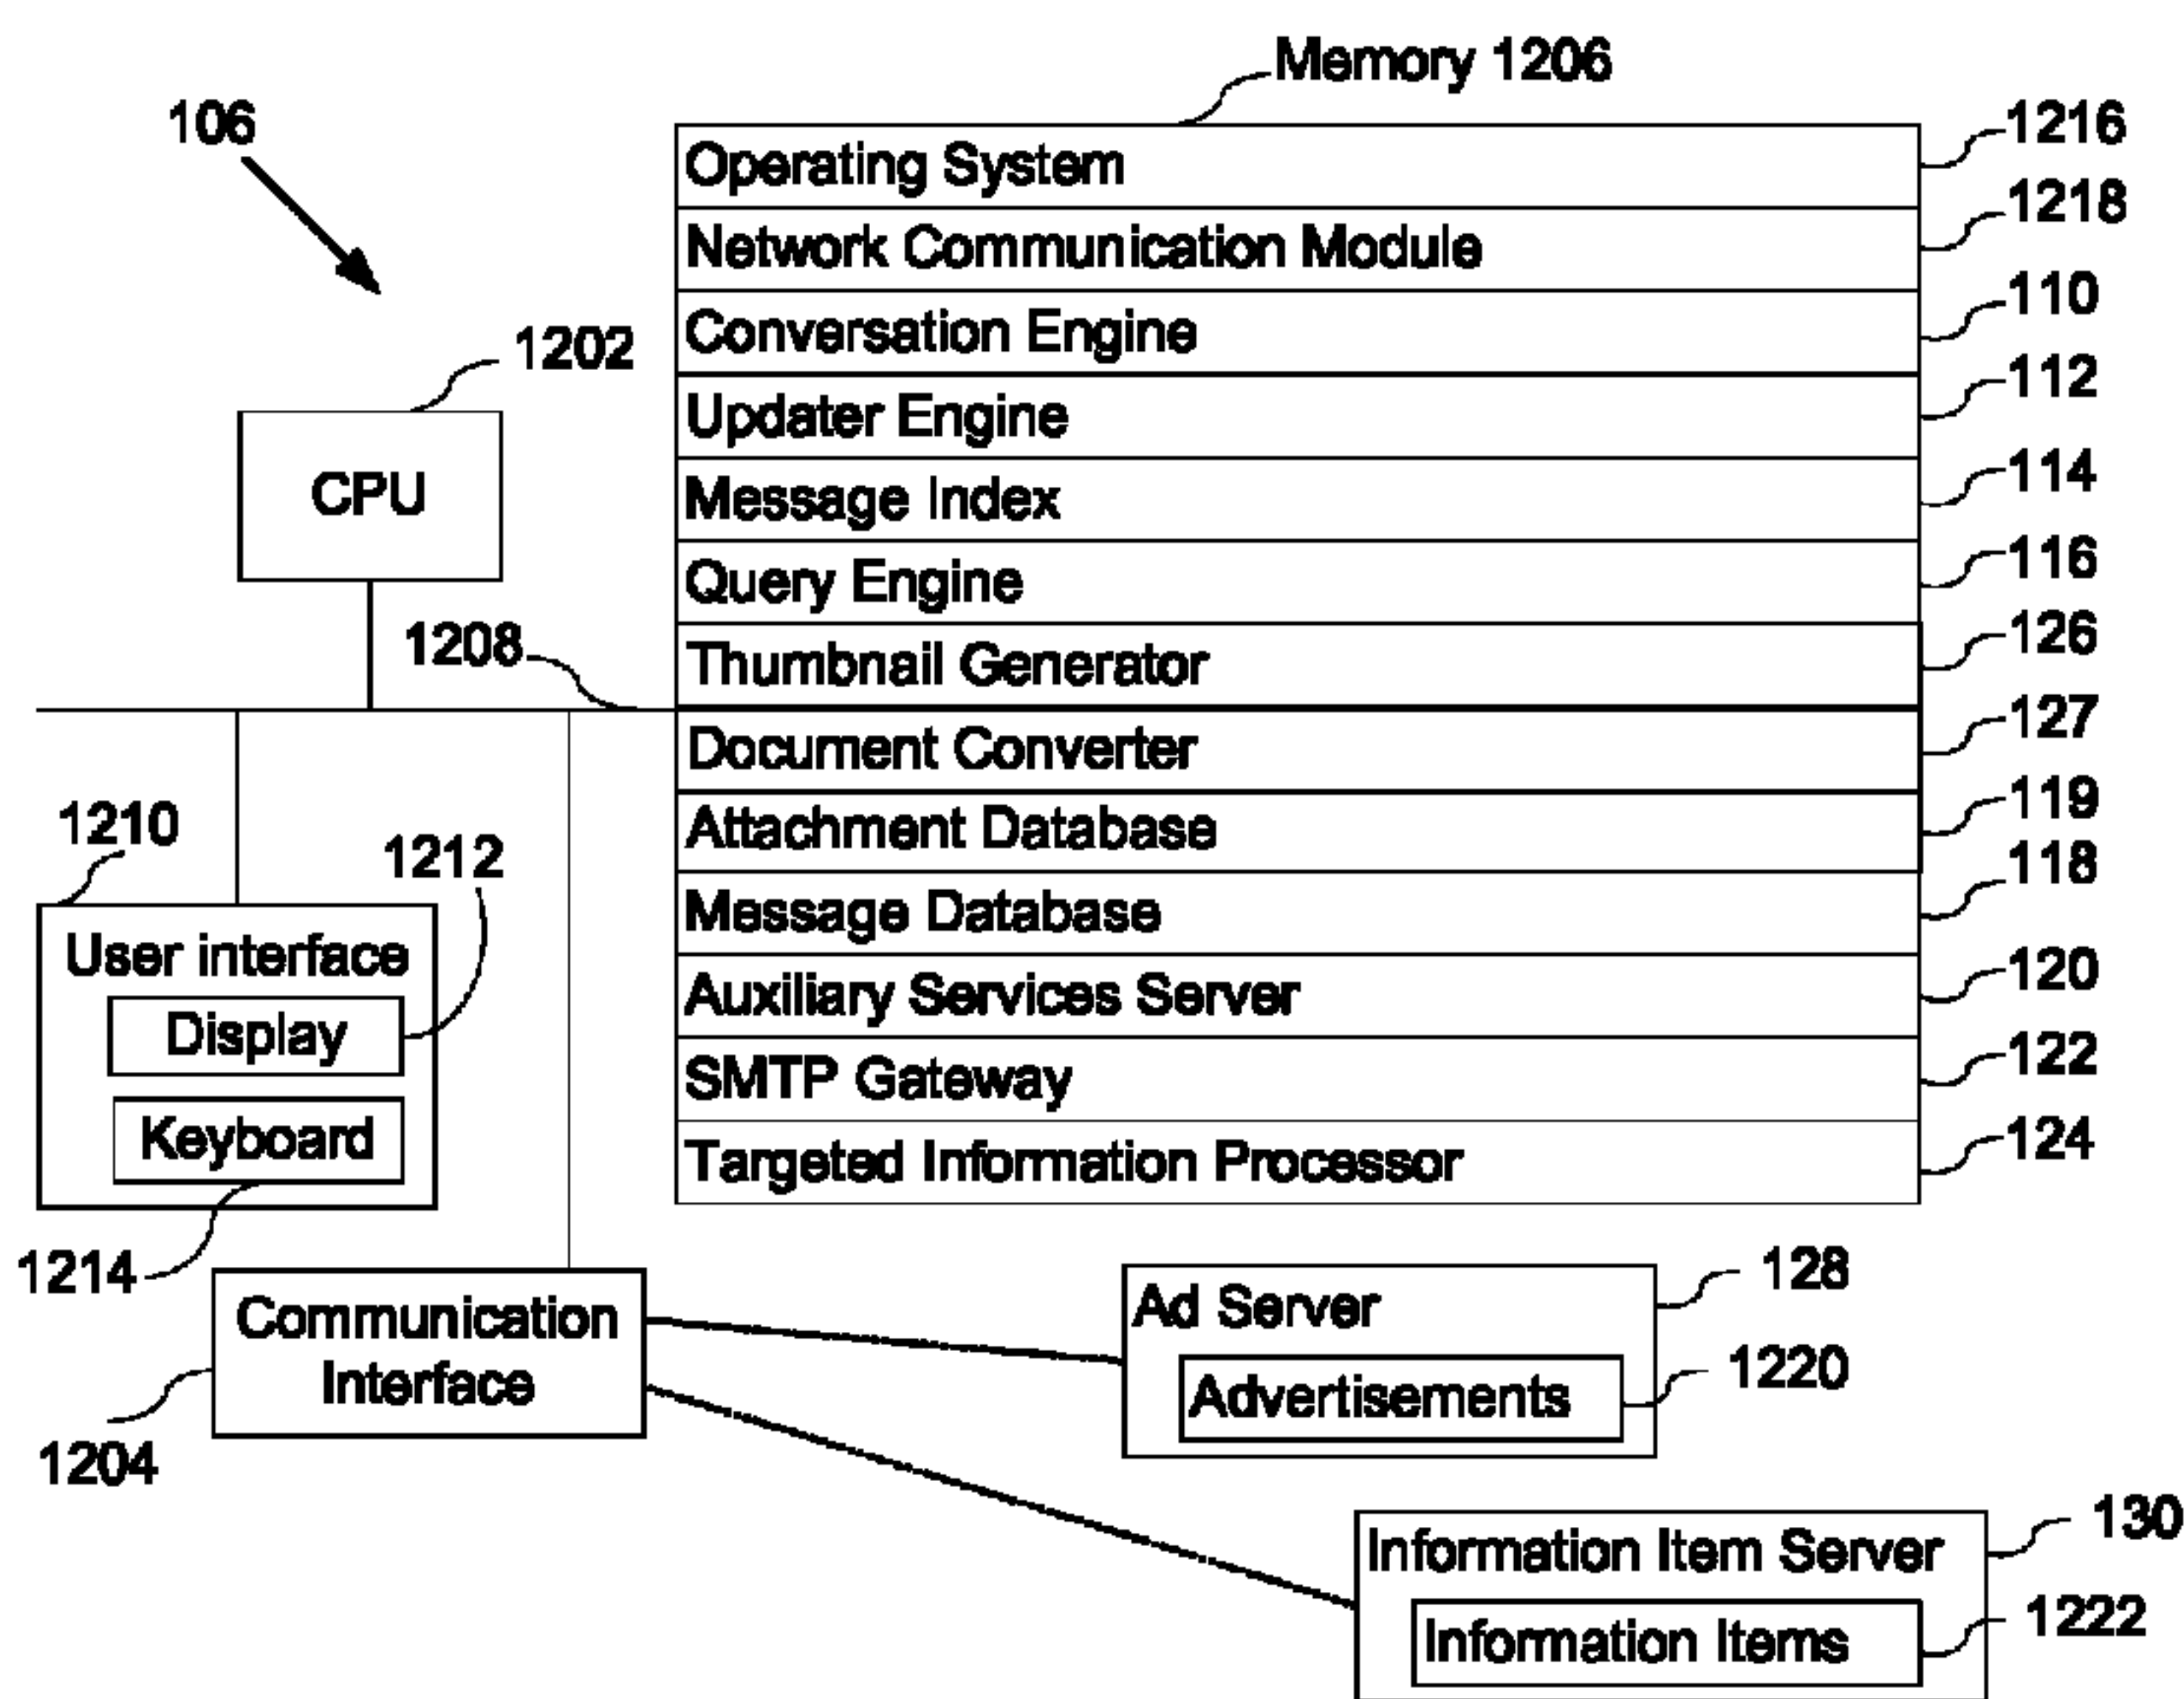 Memory 1206
106
Operating System 1216
Network Communication Module 1218
Conversation Engine 110
1202
Updater Engine 112
CPU
Message Index 114
Query Engine 116
1208
Thumbnail Generator 126
Document Converter 127
Attachment Database 119
1210
1212
Message Database 118
User interface
Auxiliary Services Server 120
Display
SMTP Gateway 122
Keyboard
Targeted Information Processor 124
1214
Communication
Interface
1204
Ad Server 128
Advertisements 1220
Information Item Server 130
Information Items 1222